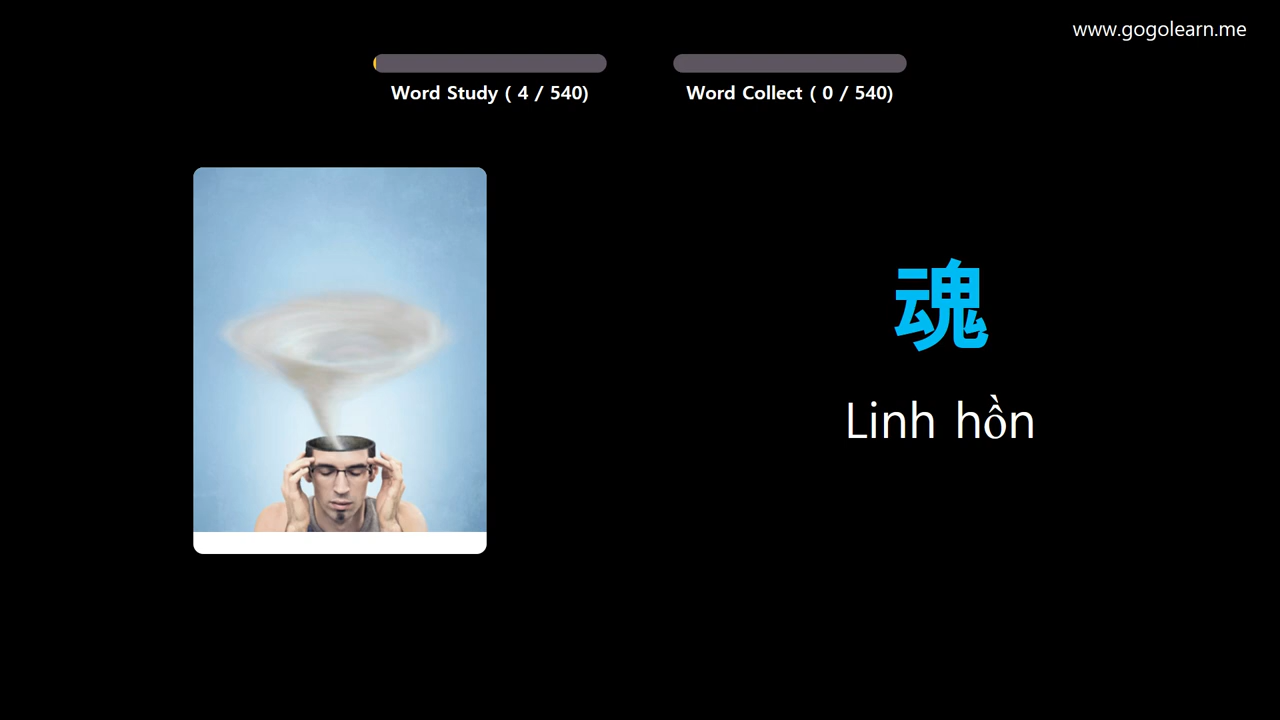 www.gogolearn.me
Word Study ( 4 / 540)
Word Collect ( 0 / 540)
魂
Linh hồn